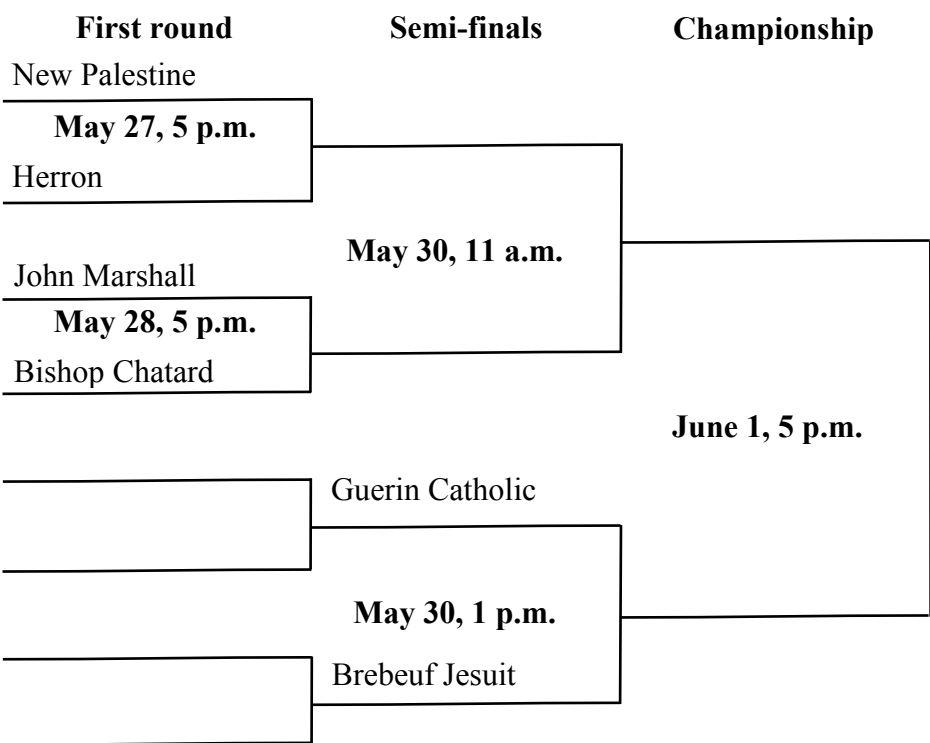 First round Semi-finals Championship
New Palestine
May 27, 5 p.m.
Herron
May 30, 11 a.m.
John Marshall
May 28, 5 p.m.
Bishop Chatard
June 1, 5 p.m.
Guerin Catholic
May 30, 1 p.m.
Brebeuf Jesuit